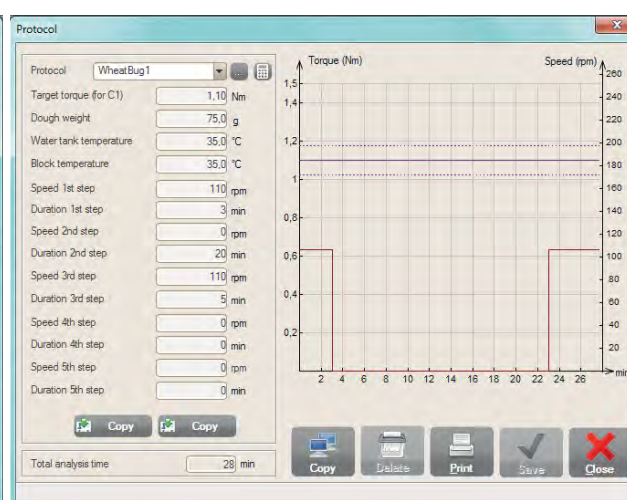 Protocol
x
Protocol WheatBug1 ...
Target torque (for C1) 1,10 Nm
Dough weight 75,0 g
Water tank temperature 35,0 °C
Block temperature 35,0 °C
Speed 1st step 110 rpm
Duration 1st step 3 min
Speed 2nd step 0 rpm
Duration 2nd step 20 min
Speed 3rd step 110 rpm
Duration 3rd step 5 min
Speed 4th step 0 rpm
Duration 4th step 0 min
Speed 5th step 0 rpm
Duration 5th step 0 min
Copy Copy
Total analysis time 28 min
Torque (Nm) Speed (rpm)
1,5
1,4
1,2
1
0,8
0,6
0,4
0,2
260
240
220
200
180
160
140
120
100
80
60
40
20
2 4 6 8 10 12 14 16 18 20 22 24 26 min
Copy Delete Print Save Close